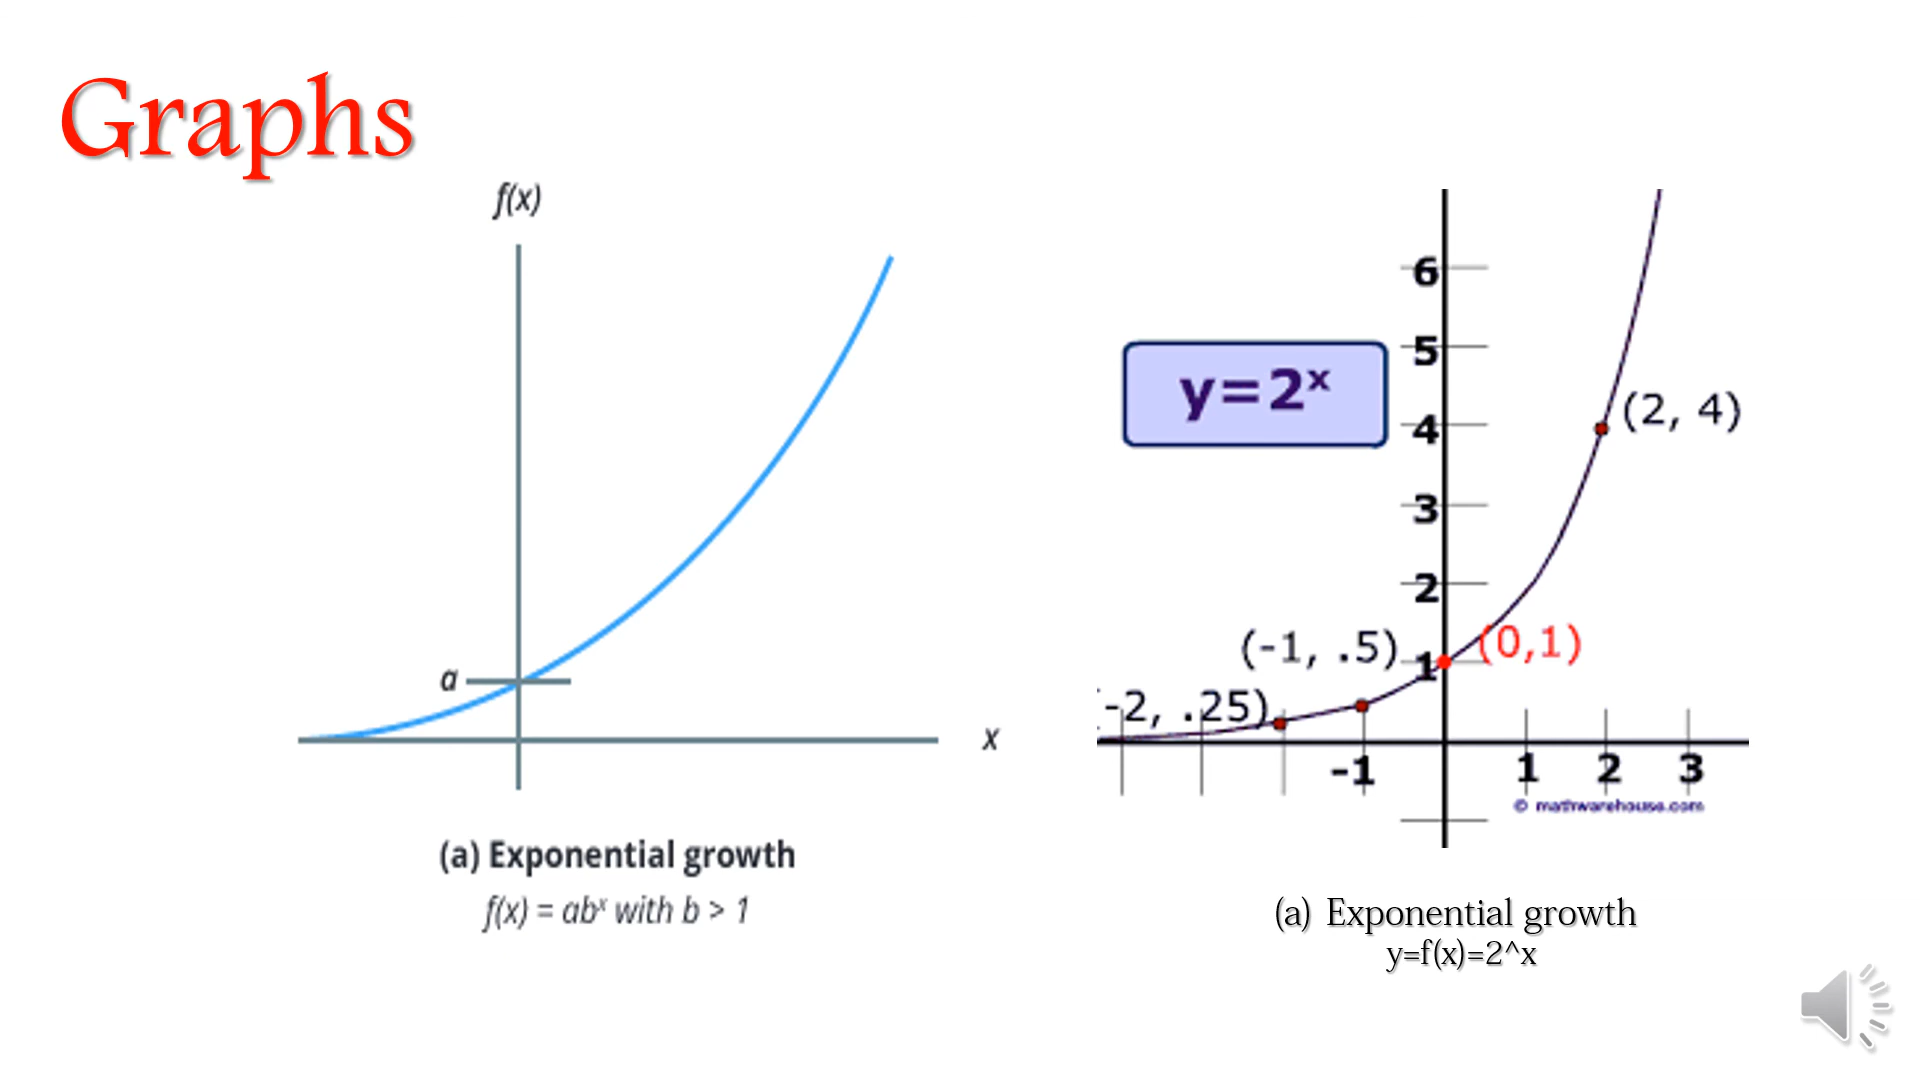 Graphs
f(x)
a
x
(a) Exponential growth
f(x) = abˣ with b > 1
6
5
y=2ˣ
(2, 4)
4
3
2
(-1, .5)
1
(0,1)
-2, .25)
-1
1 2 3
© mathwarehouse.com
(a) Exponential growth
y=f(x)=2^x